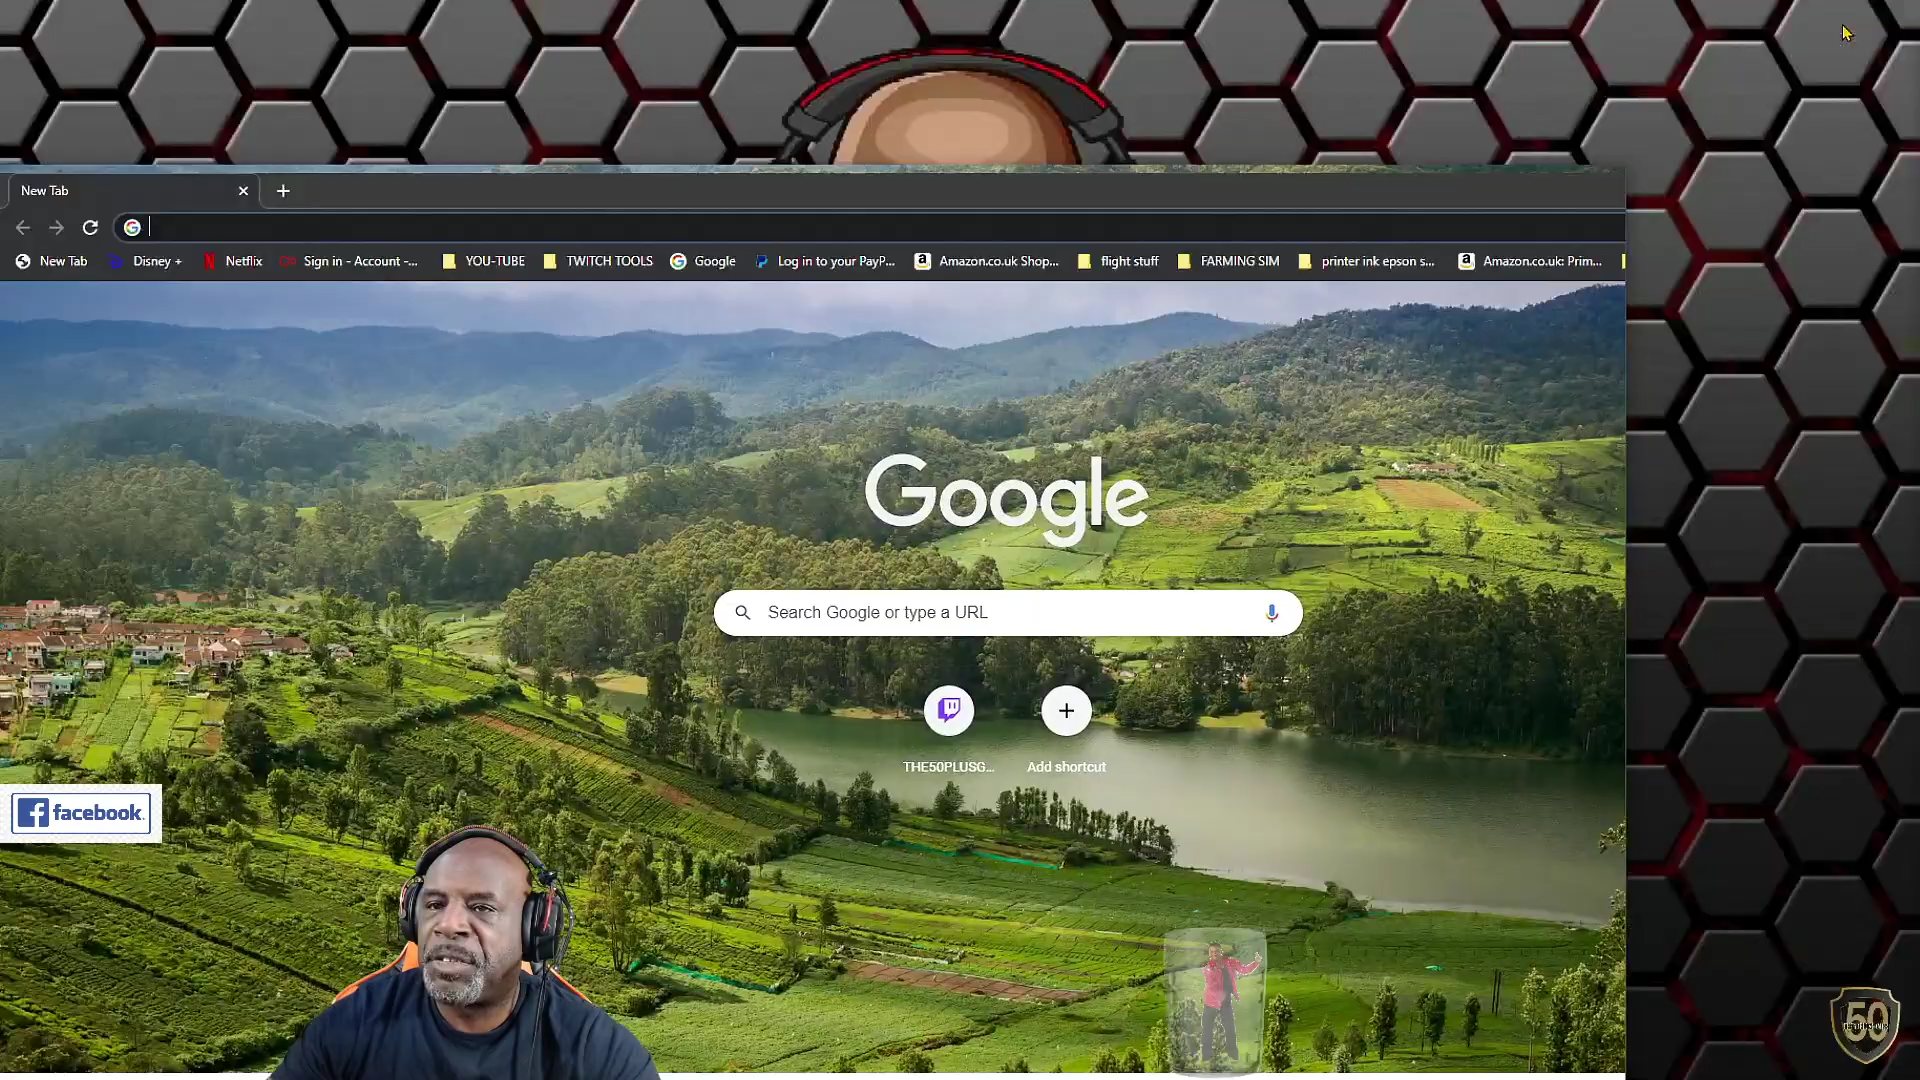 New Tab
New Tab Disney + Netflix Sign in - Account -... YOU-TUBE TWITCH TOOLS Google Log in to your PayP... Amazon.co.uk Shop... flight stuff FARMING SIM printer ink epson s... Amazon.co.uk: Prim...
Google
Search Google or type a URL
THE50PLUSG... Add shortcut
facebook.
50